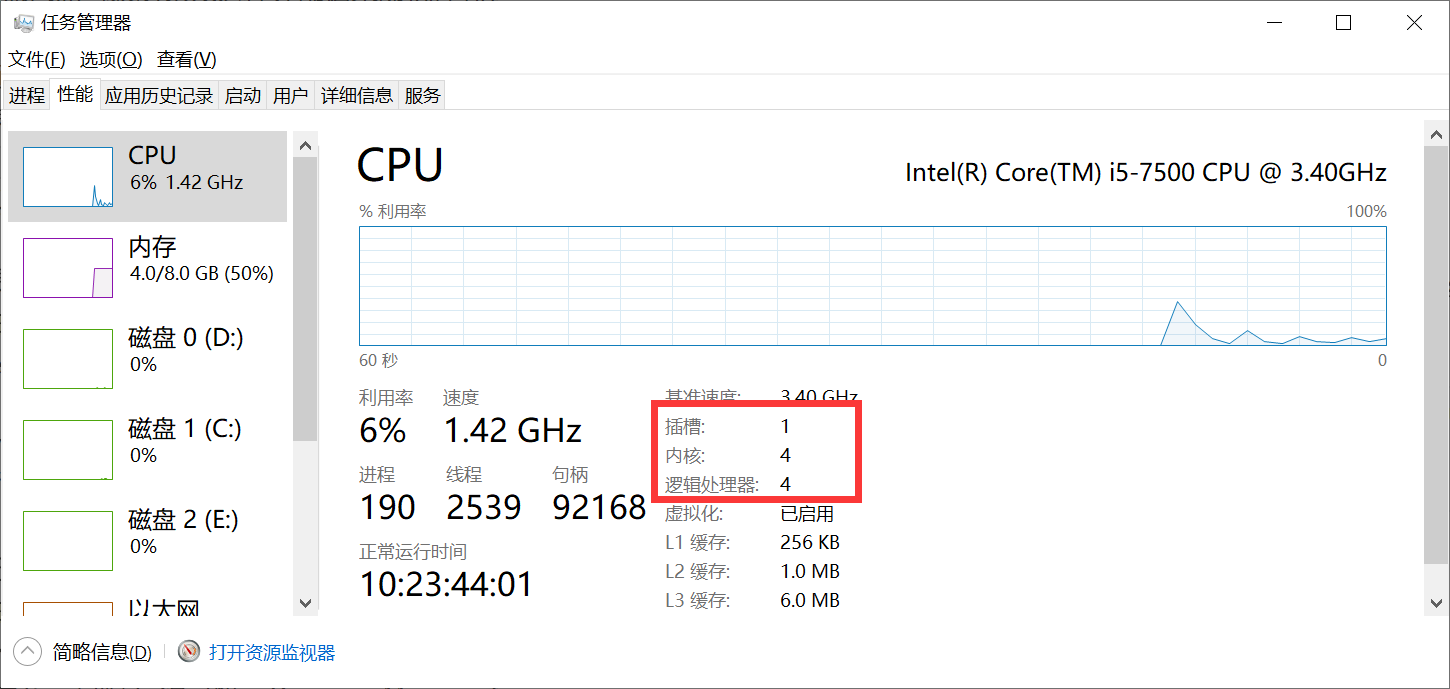 任务管理器
文件(F) 选项(O) 查看(V)
进程 性能 应用历史记录 启动 用户 详细信息 服务
CPU
6% 1.42 GHz
内存
4.0/8.0 GB (50%)
磁盘 0 (D:)
0%
磁盘 1 (C:)
0%
磁盘 2 (E:)
0%
以太网
CPU
Intel(R) Core(TM) i5-7500 CPU @ 3.40GHz
% 利用率 100%
60 秒 0
利用率 速度
6% 1.42 GHz
进程 线程 句柄
190 2539 92168
正常运行时间
10:23:44:01
基准速度: 3.40 GHz
插槽: 1
内核: 4
逻辑处理器: 4
虚拟化: 已启用
L1 缓存: 256 KB
L2 缓存: 1.0 MB
L3 缓存: 6.0 MB
简略信息(D) 打开资源监视器